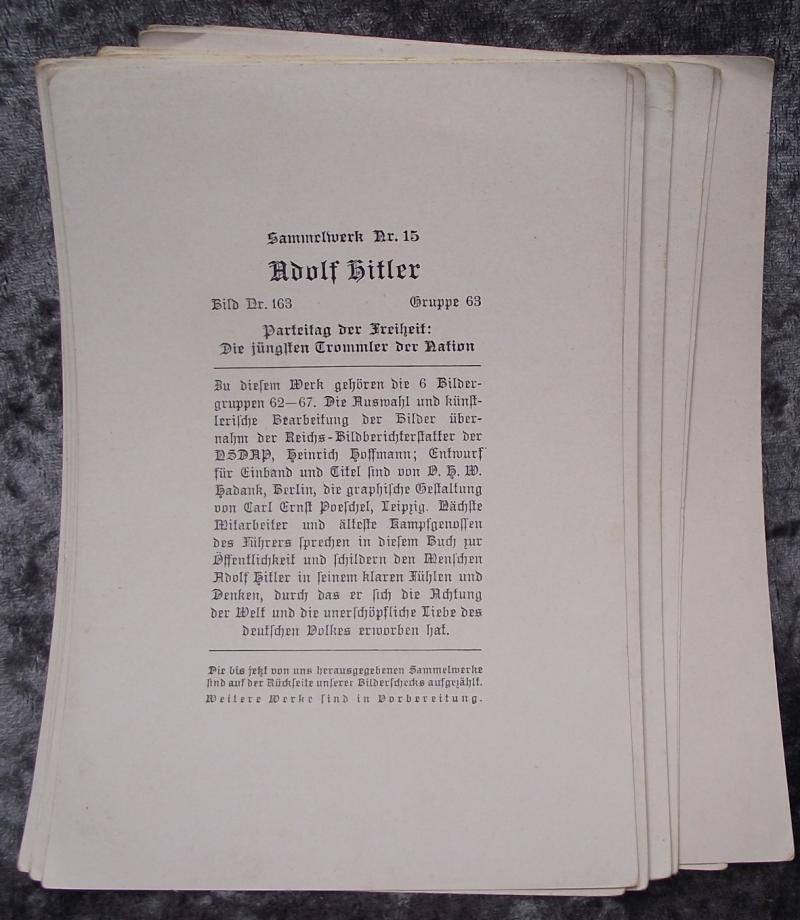 Sammelwerk Nr. 15
Adolf Hitler
Bild Nr. 163 Gruppe 63
Parteitag der Freiheit:
Die jüngsten Trommler der Nation
Zu diesem Werk gehören die 6 Bilder-
gruppen 62—67. Die Auswahl und künst-
lerische Bearbeitung der Bilder über-
nahm der Reichs-Bildberichterstatter der
NSDAP, Heinrich Hoffmann; Entwurf
für Einband und Titel sind von O. H. W.
Hadank, Berlin, die graphische Gestaltung
von Carl Ernst Poeschel, Leipzig. Nächste
Mitarbeiter und älteste Kampfgenossen
des Führers sprechen in diesem Buch zur
Öffentlichkeit und schildern den Menschen
Adolf Hitler in seinem klaren Fühlen und
Denken, durch das er sich die Achtung
der Welt und die unerschöpfliche Liebe des
deutschen Volkes erworben hat.
Die bis jetzt von uns herausgegebenen Sammelwerke
sind auf der Rückseite unserer Bilderschecks aufgezählt.
Weitere Werke sind in Vorbereitung.